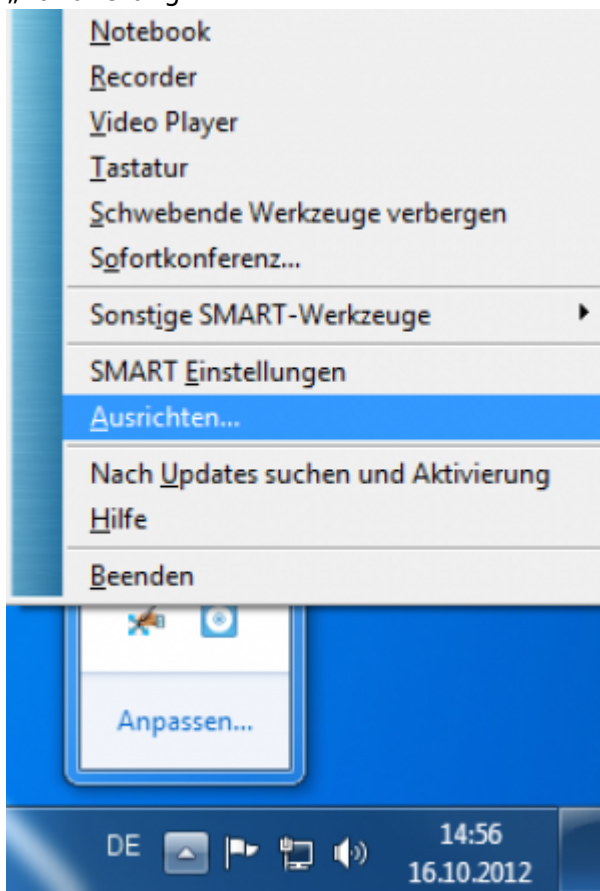 Notebook
Recorder
Video Player
Tastatur
Schwebende Werkzeuge verbergen
Sofortkonferenz...
Sonstige SMART-Werkzeuge
SMART Einstellungen
Ausrichten...
Nach Updates suchen und Aktivierung
Hilfe
Beenden
Anpassen...
DE 14:56
16.10.2012